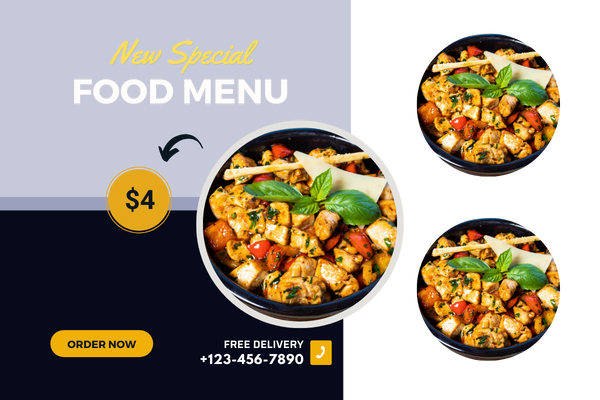 New Special
FOOD MENU
$4
ORDER NOW
FREE DELIVERY
+123-456-7890